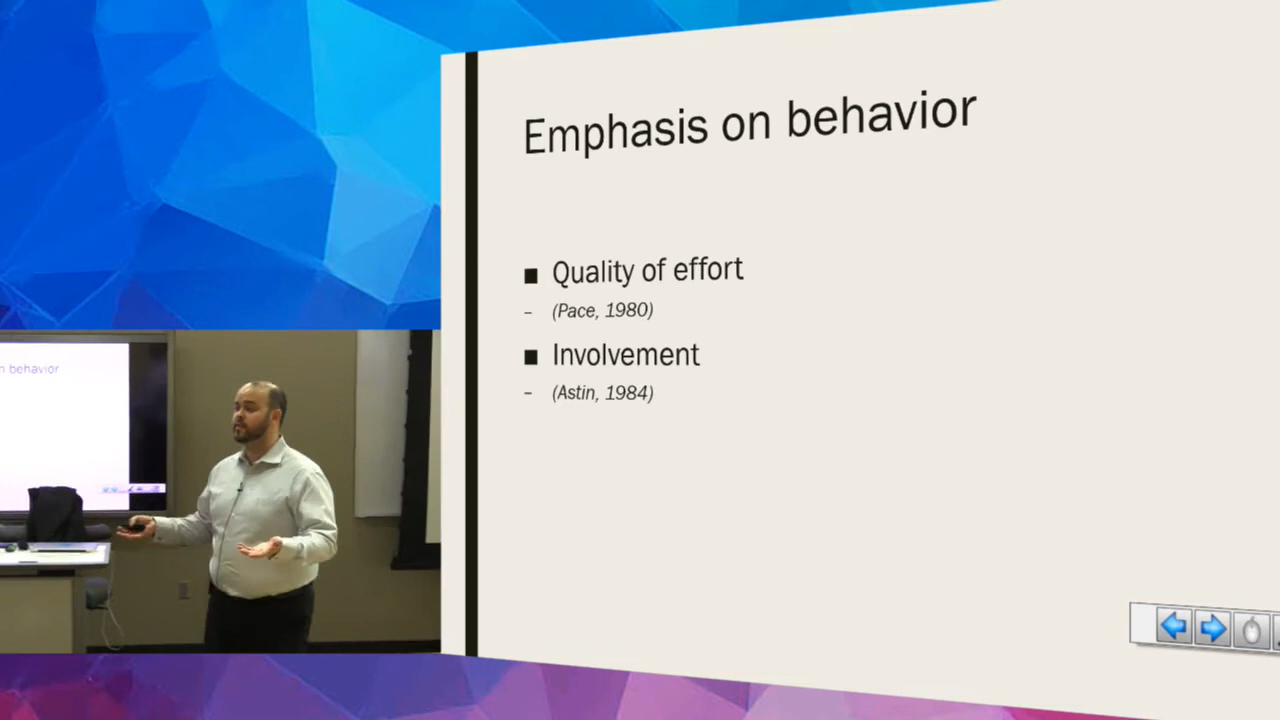 Emphasis on behavior
■ Quality of effort
– (Pace, 1980)
■ Involvement
– (Astin, 1984)
n behavior